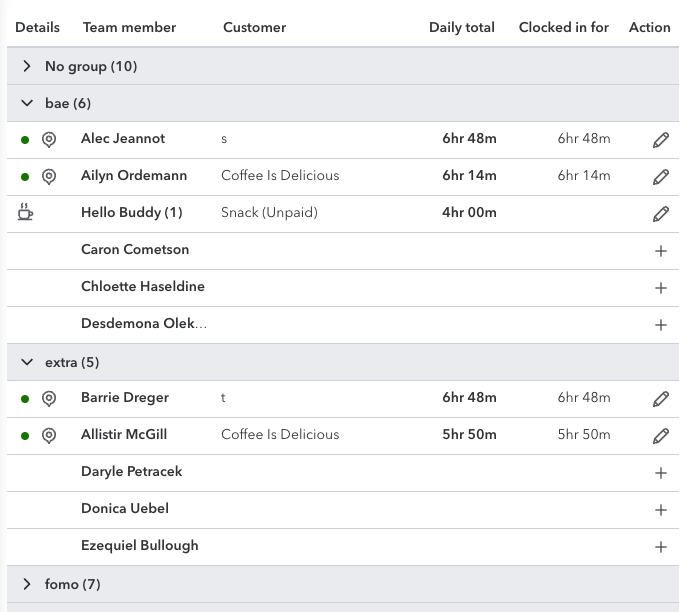 Details Team member Customer Daily total Clocked in for Action
No group (10)
bae (6)
Alec Jeannot s 6hr 48m 6hr 48m
Ailyn Ordemann Coffee Is Delicious 6hr 14m 6hr 14m
Hello Buddy (1) Snack (Unpaid) 4hr 00m
Caron Cometson
Chloette Haseldine
Desdemona Olek...
extra (5)
Barrie Dreger t 6hr 48m 6hr 48m
Allistir McGill Coffee Is Delicious 5hr 50m 5hr 50m
Daryle Petracek
Donica Uebel
Ezequiel Bullough
fomo (7)